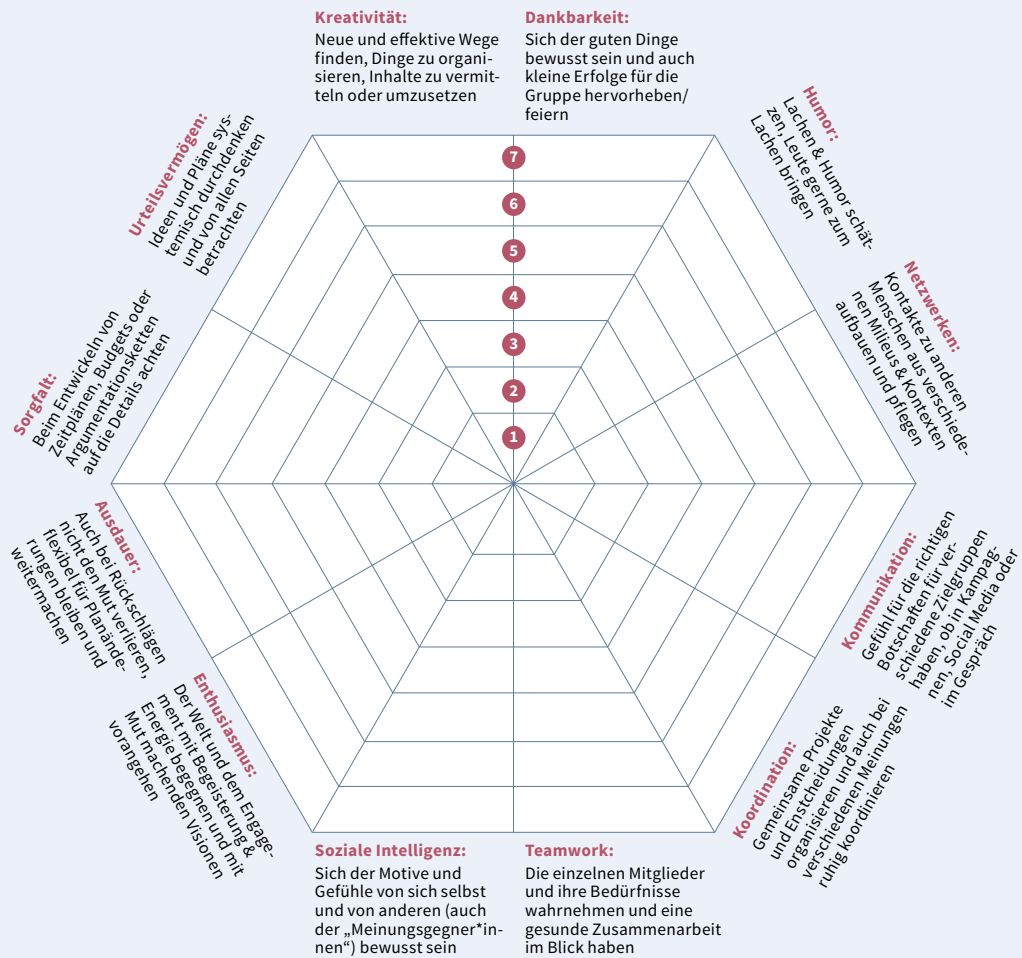 Kreativität:
Neue und effektive Wege
finden, Dinge zu organi-
sieren, Inhalte zu vermit-
teln oder umzusetzen
Dankbarkeit:
Sich der guten Dinge
bewusst sein und auch
kleine Erfolge für die
Gruppe hervorheben/
feiern
Humor:
Lachen & Humor schät-
zen, Leute gerne zum
Lachen bringen
Netzwerken:
Kontakte zu anderen
Menschen aus verschiede-
nen Milieus & Kontexten
aufbauen und pflegen
Kommunikation:
Gefühl für die richtigen
Botschaften für ver-
schiedene Zielgruppen
haben, ob in Kampag-
nen, Social Media oder
im Gespräch
Koordination:
Gemeinsame Projekte
und Enstcheidungen
organisieren und auch bei
verschiedenen Meinungen
ruhig koordinieren
Teamwork:
Die einzelnen Mitglieder
und ihre Bedürfnisse
wahrnehmen und eine
gesunde Zusammenarbeit
im Blick haben
Soziale Intelligenz:
Sich der Motive und
Gefühle von sich selbst
und von anderen (auch
der „Meinungsgegner*in-
nen“) bewusst sein
Enthusiasmus:
Der Welt und dem Engage-
ment mit Begeisterung &
Energie begegnen und mit
Mut machenden Visionen
vorangehen
Ausdauer:
Auch bei Rückschlägen
nicht den Mut verlieren,
flexibel für Planände-
rungen bleiben und
weitermachen
Sorgfalt:
Beim Entwickeln von
Zeitplänen, Budgets oder
Argumentationsketten
auf die Details achten
Urteilsvermögen:
Ideen und Pläne sys-
temisch durchdenken
und von allen Seiten
betrachten
7
6
5
4
3
2
1